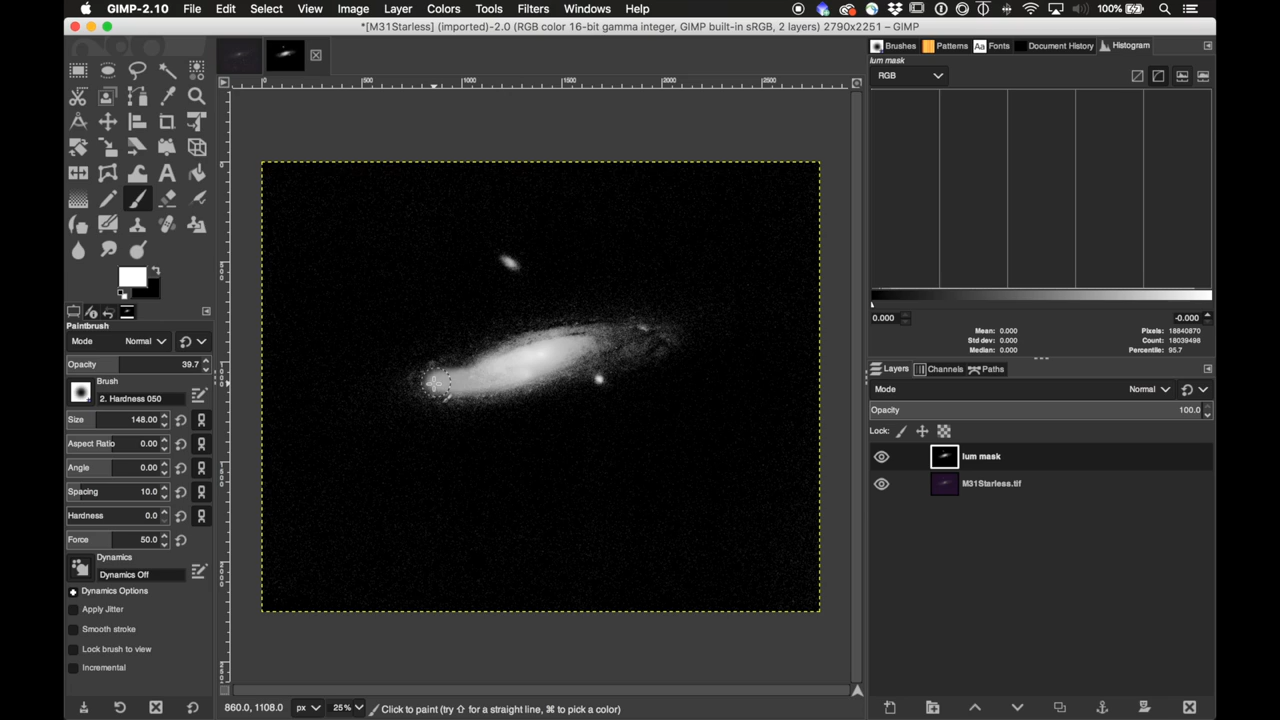 GIMP-2.10 File Edit Select View Image Layer Colors Tools Filters Windows Help 100%
*[M31Starless] (imported)-2.0 (RGB color 16-bit gamma integer, GIMP built-in sRGB, 2 layers) 2790x2251 – GIMP
Brushes Patterns Aa Fonts Document History Histogram
lum mask
RGB
0 500 1000 1500 2000 2500
0.000 -0.000
Mean: 0.000 Pixels: 18840870
Std dev: 0.000 Count: 18039498
Median: 0.000 Percentile: 95.7
Paintbrush
Mode Normal
Opacity 39.7
Brush
2. Hardness 050
Size 148.00
Aspect Ratio 0.00
Angle 0.00
Spacing 10.0
Hardness 0.0
Force 50.0
Dynamics
Dynamics Off
Dynamics Options
Apply Jitter
Smooth stroke
Lock brush to view
Incremental
Layers Channels Paths
Mode Normal
Opacity 100.0
Lock:
lum mask
M31Starless.tif
860.0, 1108.0 px 25% Click to paint (try ⇧ for a straight line, ⌘ to pick a color)